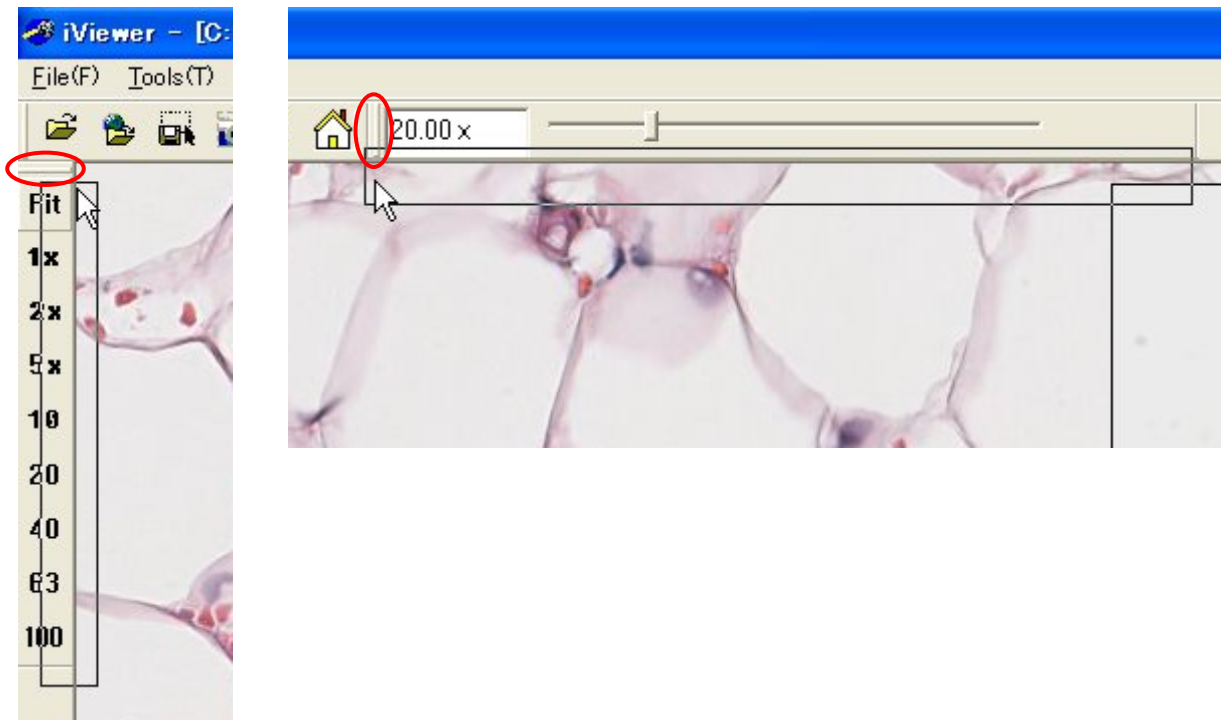 iViewer - [C:
File(F) Tools(T)
Fit
1x
2x
5x
10
20
40
63
100
20.00 x